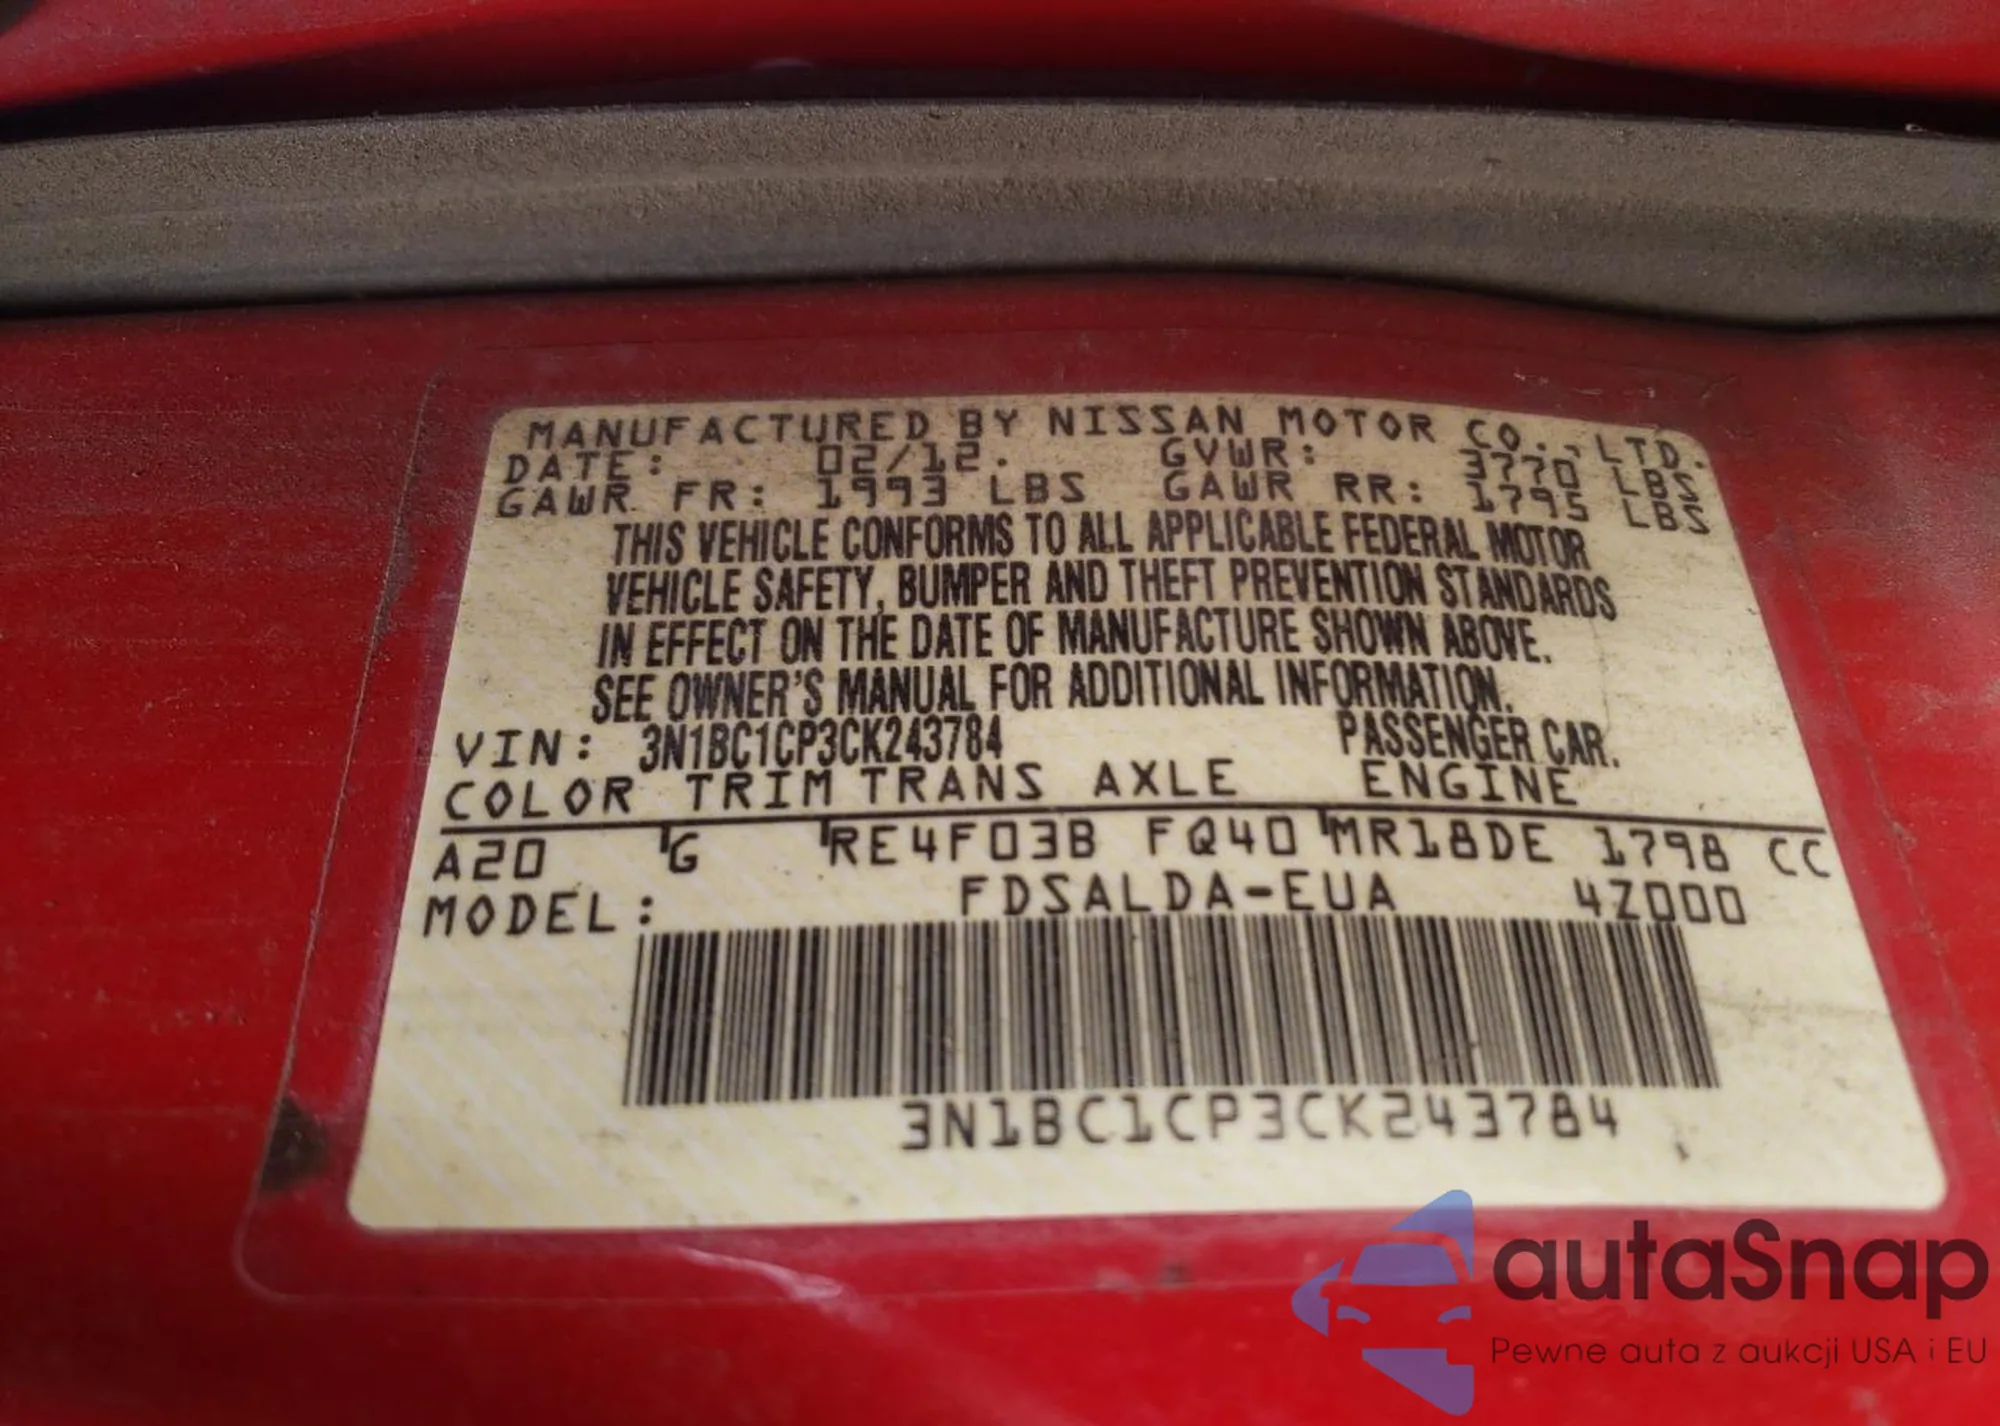 MANUFACTURED BY NISSAN MOTOR CO., LTD.
DATE: 02/12. GVWR: 3770 LBS
GAWR FR: 1993 LBS GAWR RR: 1795 LBS
THIS VEHICLE CONFORMS TO ALL APPLICABLE FEDERAL MOTOR
VEHICLE SAFETY, BUMPER AND THEFT PREVENTION STANDARDS
IN EFFECT ON THE DATE OF MANUFACTURE SHOWN ABOVE.
SEE OWNER'S MANUAL FOR ADDITIONAL INFORMATION.
VIN: 3N1BC1CP3CK243784 PASSENGER CAR.
COLOR TRIM TRANS AXLE ENGINE
A20 G RE4F03B FQ40 MR18DE 1798 CC
MODEL: FDSALDA-EUA 4Z000
3N1BC1CP3CK243784
autaSnap
Pewne auta z aukcji USA i EU